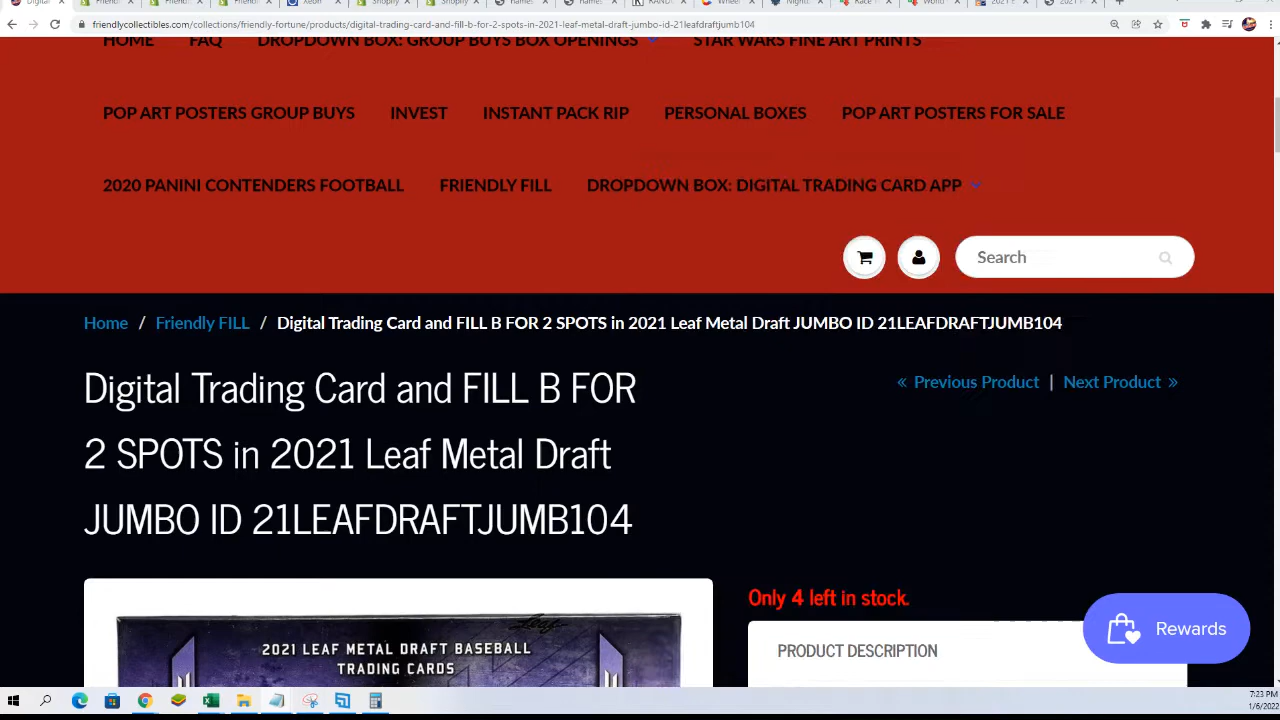 friendlycollectibles.com/collections/friendly-fortune/products/digital-trading-card-and-fill-b-for-2-spots-in-2021-leaf-metal-draft-jumbo-id-21leafdraftjumb104
HOME FAQ DROPDOWN BOX: GROUP BUYS BOX OPENINGS STAR WARS FINE ART PRINTS
POP ART POSTERS GROUP BUYS INVEST INSTANT PACK RIP PERSONAL BOXES POP ART POSTERS FOR SALE
2020 PANINI CONTENDERS FOOTBALL FRIENDLY FILL DROPDOWN BOX: DIGITAL TRADING CARD APP
Search
Home / Friendly FILL / Digital Trading Card and FILL B FOR 2 SPOTS in 2021 Leaf Metal Draft JUMBO ID 21LEAFDRAFTJUMB104
Digital Trading Card and FILL B FOR
2 SPOTS in 2021 Leaf Metal Draft
JUMBO ID 21LEAFDRAFTJUMB104
« Previous Product | Next Product »
Only 4 left in stock.
PRODUCT DESCRIPTION
Rewards
Leaf
2021 LEAF METAL DRAFT BASEBALL
TRADING CARDS
7:23 PM
1/6/2022